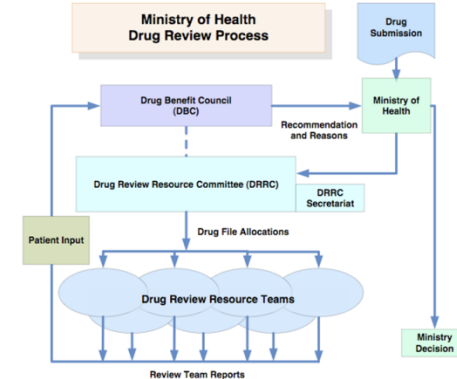 Ministry of Health
Drug Review Process
Drug
Submission
Drug Benefit Council
(DBC)
Ministry of
Health
Recommendation
and Reasons
Drug Review Resource Committee (DRRC)
DRRC
Secretariat
Patient Input
Drug File Allocations
Drug Review Resource Teams
Ministry
Decision
Review Team Reports